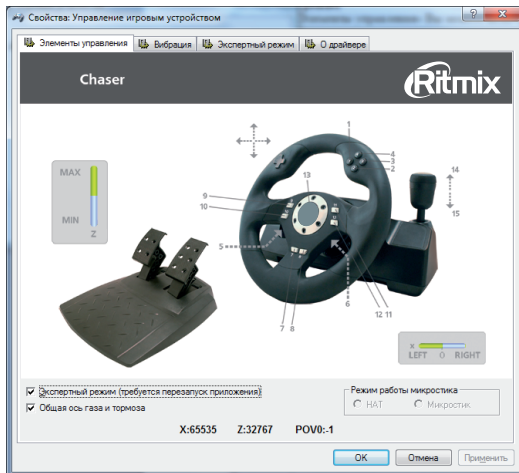 Свойства: Управление игровым устройством
Элементы управления
Вибрация
Экспертный режим
О драйвере
Chaser
Ritmix
MAX
MIN
Z
1
4
3
2
13
9
10
5
6
7
8
12
11
14
15
X
LEFT 0 RIGHT
Экспертный режим (требуется перезапуск приложения)
Общая ось газа и тормоза
Режим работы микростика
HAT
Микростик
X:65535 Z:32767 POV0:-1
OK
Отмена
Применить